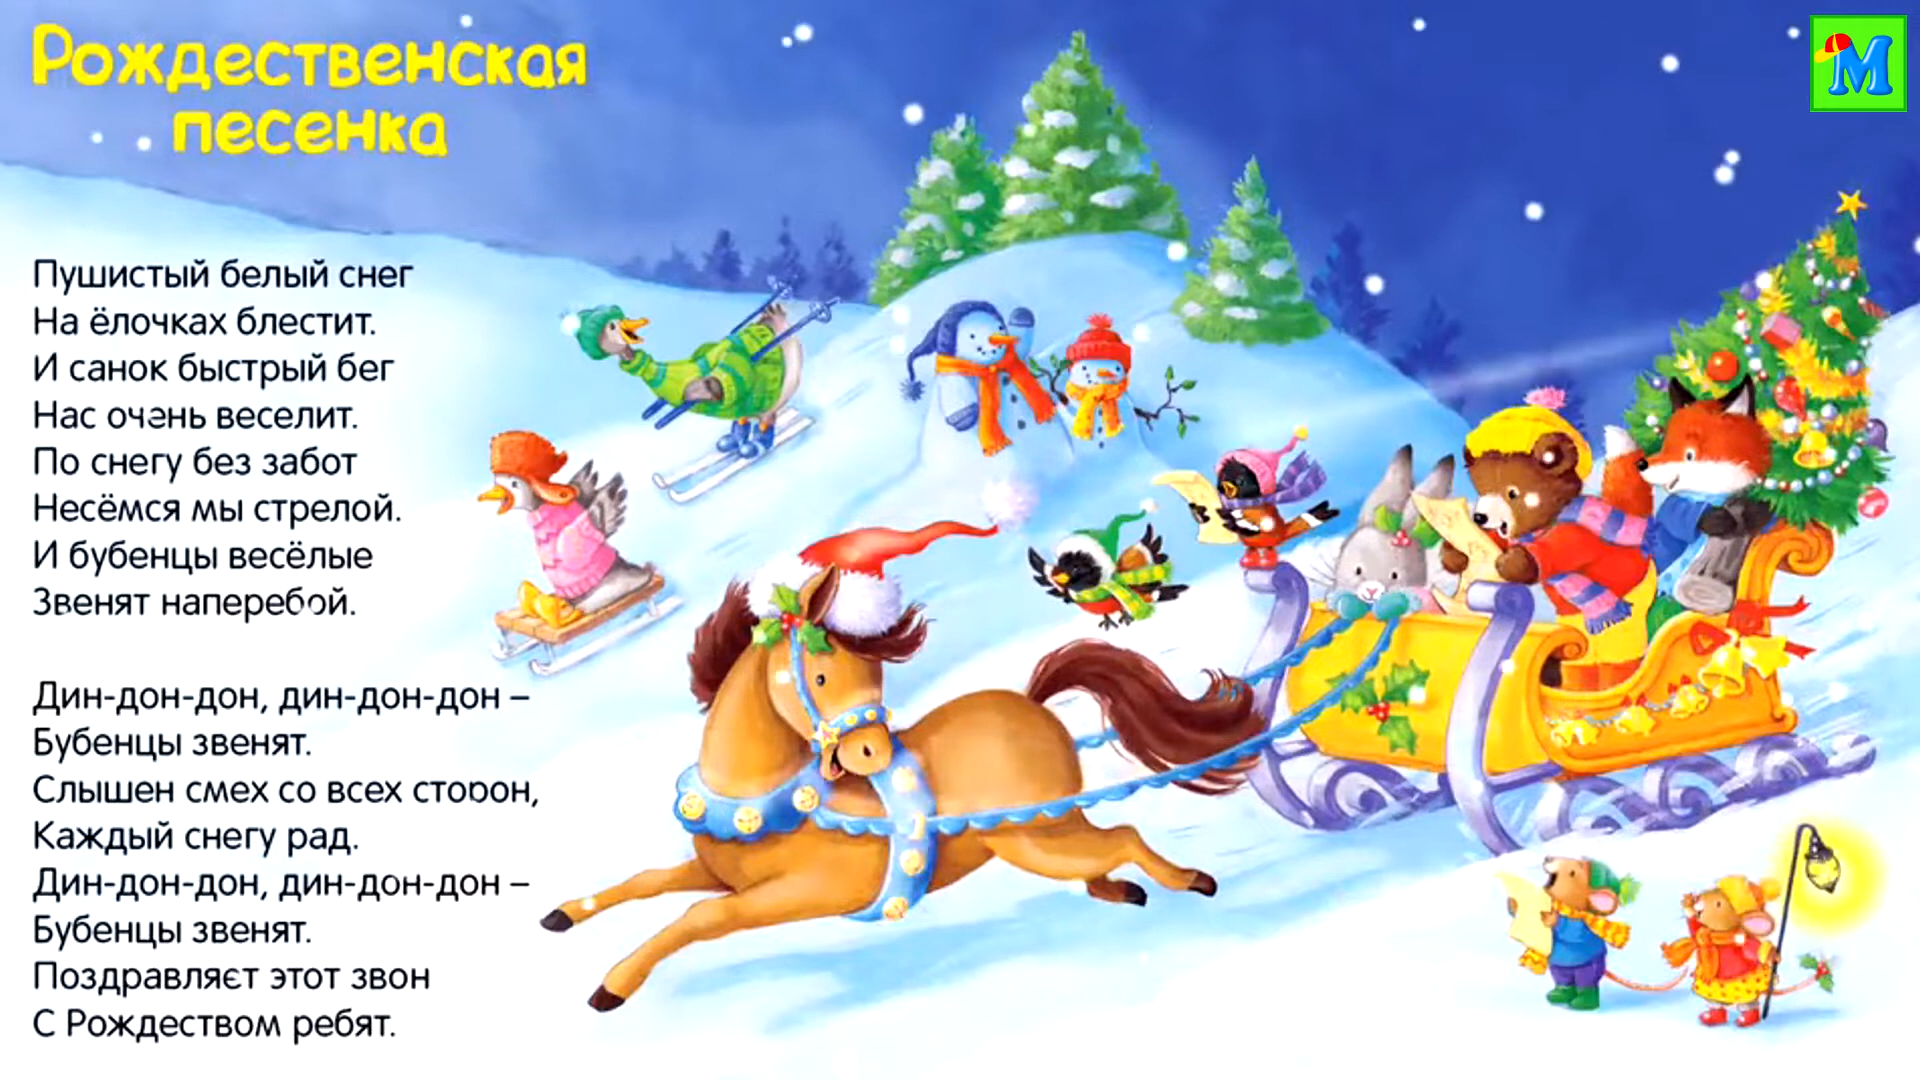 Рождественская
песенка
М
Пушистый белый снег
На ёлочках блестит.
И санок быстрый бег
Нас очень веселит.
По снегу без забот
Несёмся мы стрелой.
И бубенцы весёлые
Звенят наперебой.
Дин-дон-дон, дин-дон-дон –
Бубенцы звенят.
Слышен смех со всех сторон,
Каждый снегу рад.
Дин-дон-дон, дин-дон-дон –
Бубенцы звенят.
Поздравляет этот звон
С Рождеством ребят.